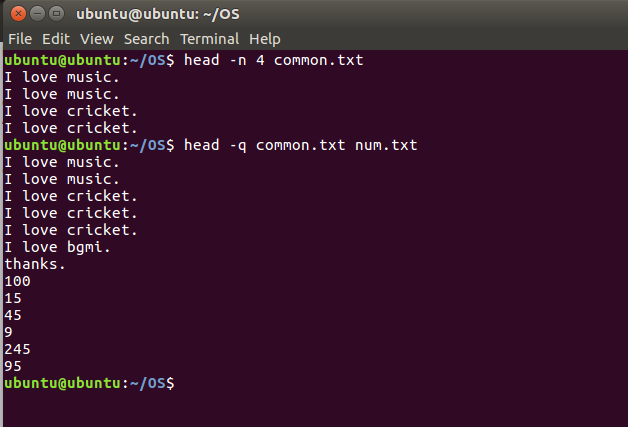 ubuntu@ubuntu: ~/OS
File Edit View Search Terminal Help
ubuntu@ubuntu:~/OS$ head -n 4 common.txt
I love music.
I love music.
I love cricket.
I love cricket.
ubuntu@ubuntu:~/OS$ head -q common.txt num.txt
I love music.
I love music.
I love cricket.
I love cricket.
I love cricket.
I love bgmi.
thanks.
100
15
45
9
245
95
ubuntu@ubuntu:~/OS$